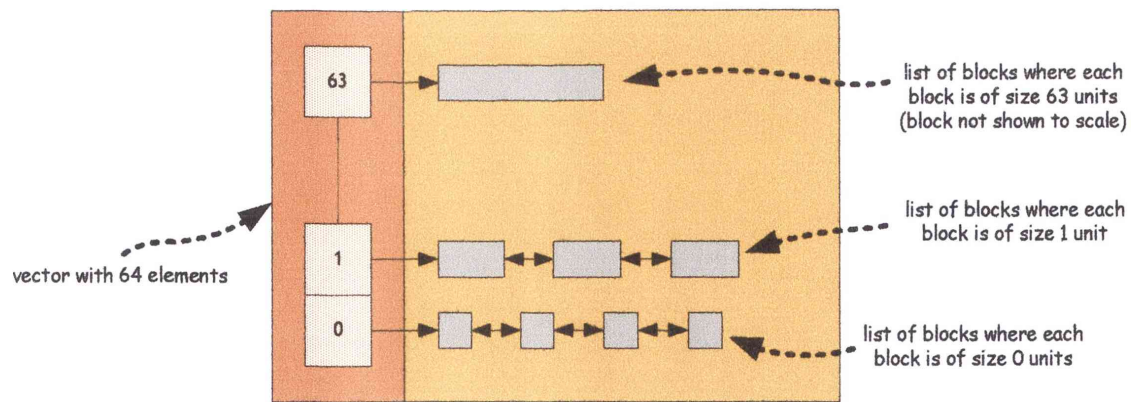 63
list of blocks where each
block is of size 63 units
(block not shown to scale)
list of blocks where each
block is of size 1 unit
1
vector with 64 elements
0
list of blocks where each
block is of size 0 units